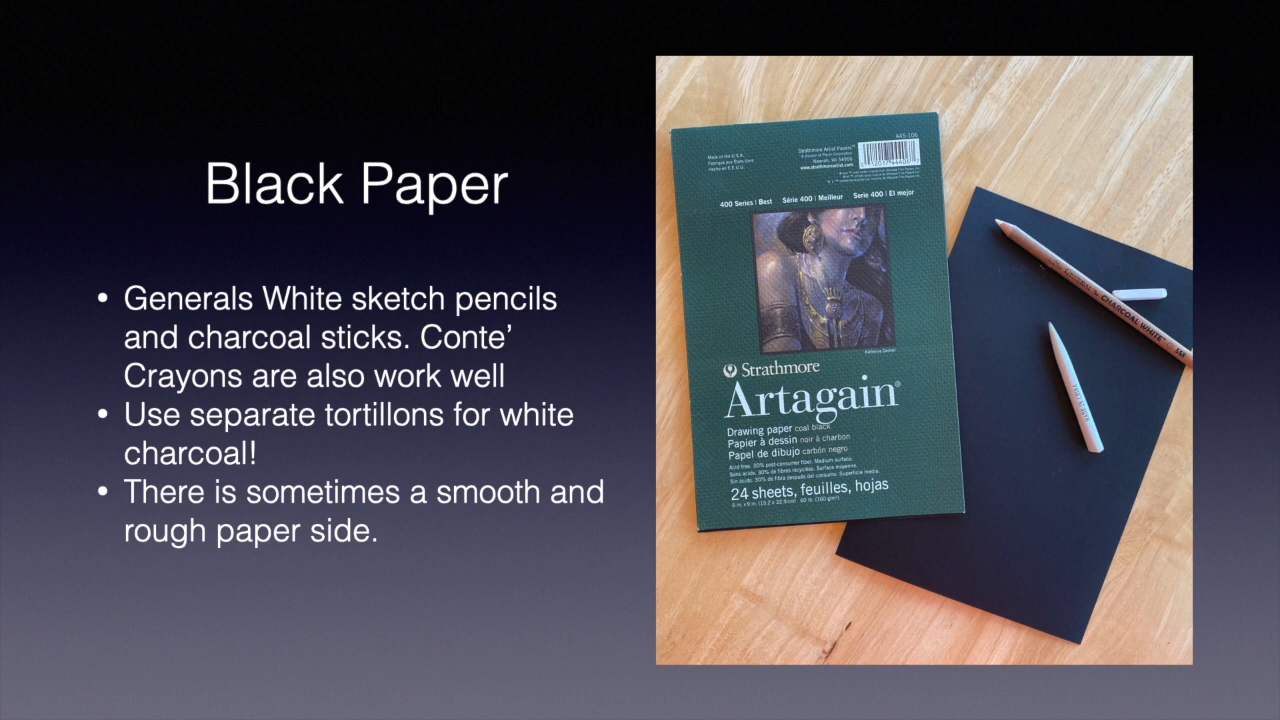 Black Paper
• Generals White sketch pencils
and charcoal sticks. Conte’
Crayons are also work well
• Use separate tortillons for white
charcoal!
• There is sometimes a smooth and
rough paper side.
445-106
Made in the U.S.A.
Fabriqué aux États-Unis
Hecho en E.E.U.U.
Strathmore Artist Papers™
Neenah, WI 54956
www.strathmoreartist.com
400 Series | Best Série 400 | Meilleur Serie 400 | El mejor
Strathmore
Artagain®
Drawing paper coal black
Papier à dessin noir à charbon
Papel de dibujo carbón negro
Acid free. 30% post-consumer fiber. Medium surface.
Sans acide. 30% de fibres recyclées. Surface moyenne.
Sin ácido. 30% de fibra después del consumo. Superficie media.
24 sheets, feuilles, hojas
6 in. x 9 in. (15.2 x 22.9 cm) 60 lb. (160 g/m²)
GENERAL'S CHARCOAL WHITE™ 558